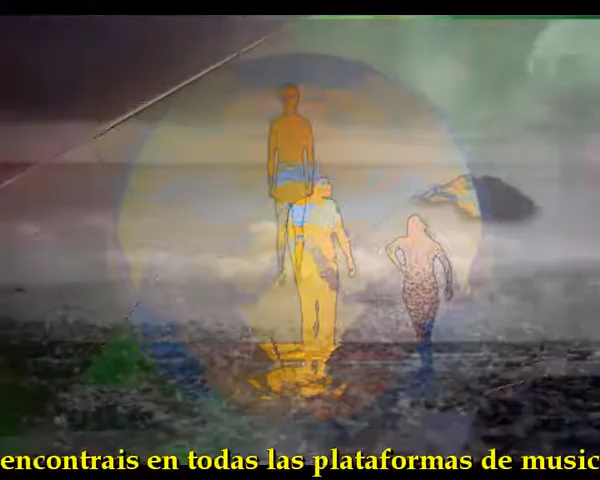 encontrais en todas las plataformas de music